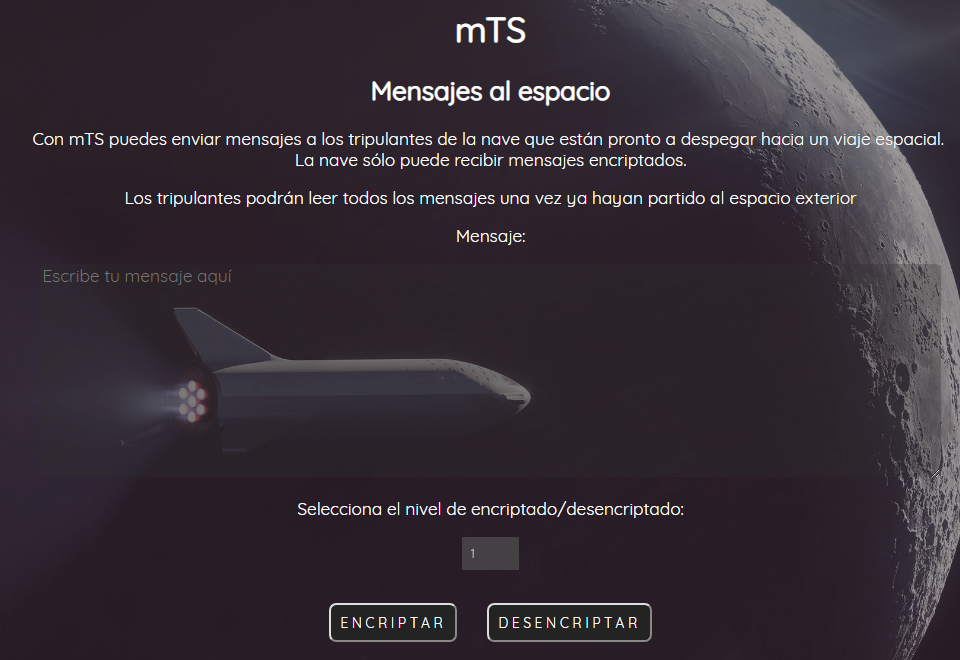 mTS
Mensajes al espacio
Con mTS puedes enviar mensajes a los tripulantes de la nave que están pronto a despegar hacia un viaje espacial.
La nave sólo puede recibir mensajes encriptados.
Los tripulantes podrán leer todos los mensajes una vez ya hayan partido al espacio exterior
Mensaje:
Escribe tu mensaje aquí
Selecciona el nivel de encriptado/desencriptado:
1
ENCRIPTAR DESENCRIPTAR